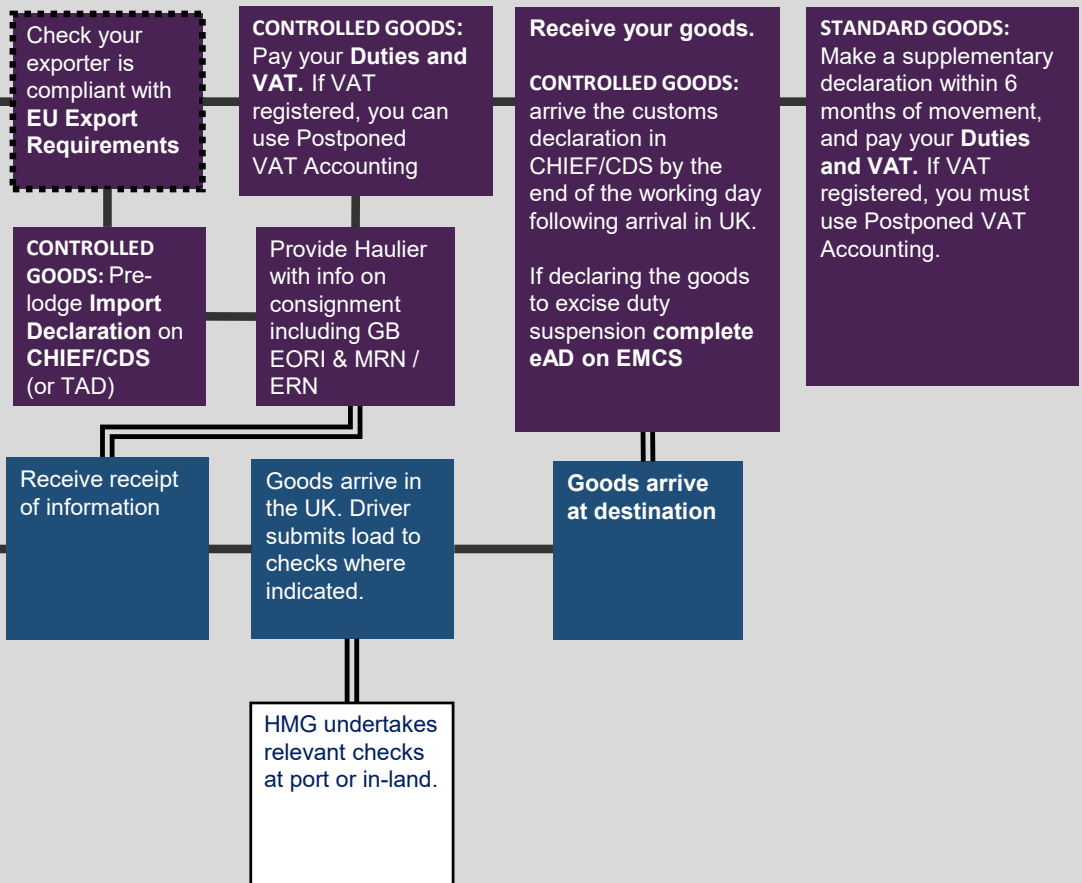 Check your
exporter is
compliant with
EU Export
Requirements
CONTROLLED GOODS:
Pay your Duties and
VAT. If VAT
registered, you can
use Postponed
VAT Accounting
Receive your goods.
CONTROLLED GOODS:
arrive the customs
declaration in
CHIEF/CDS by the
end of the working day
following arrival in UK.
If declaring the goods
to excise duty
suspension complete
eAD on EMCS
STANDARD GOODS:
Make a supplementary
declaration within 6
months of movement,
and pay your Duties
and VAT. If VAT
registered, you must
use Postponed VAT
Accounting.
CONTROLLED
GOODS: Pre-
lodge Import
Declaration on
CHIEF/CDS
(or TAD)
Provide Haulier
with info on
consignment
including GB
EORI & MRN /
ERN
Receive receipt
of information
Goods arrive in
the UK. Driver
submits load to
checks where
indicated.
Goods arrive
at destination
HMG undertakes
relevant checks
at port or in-land.